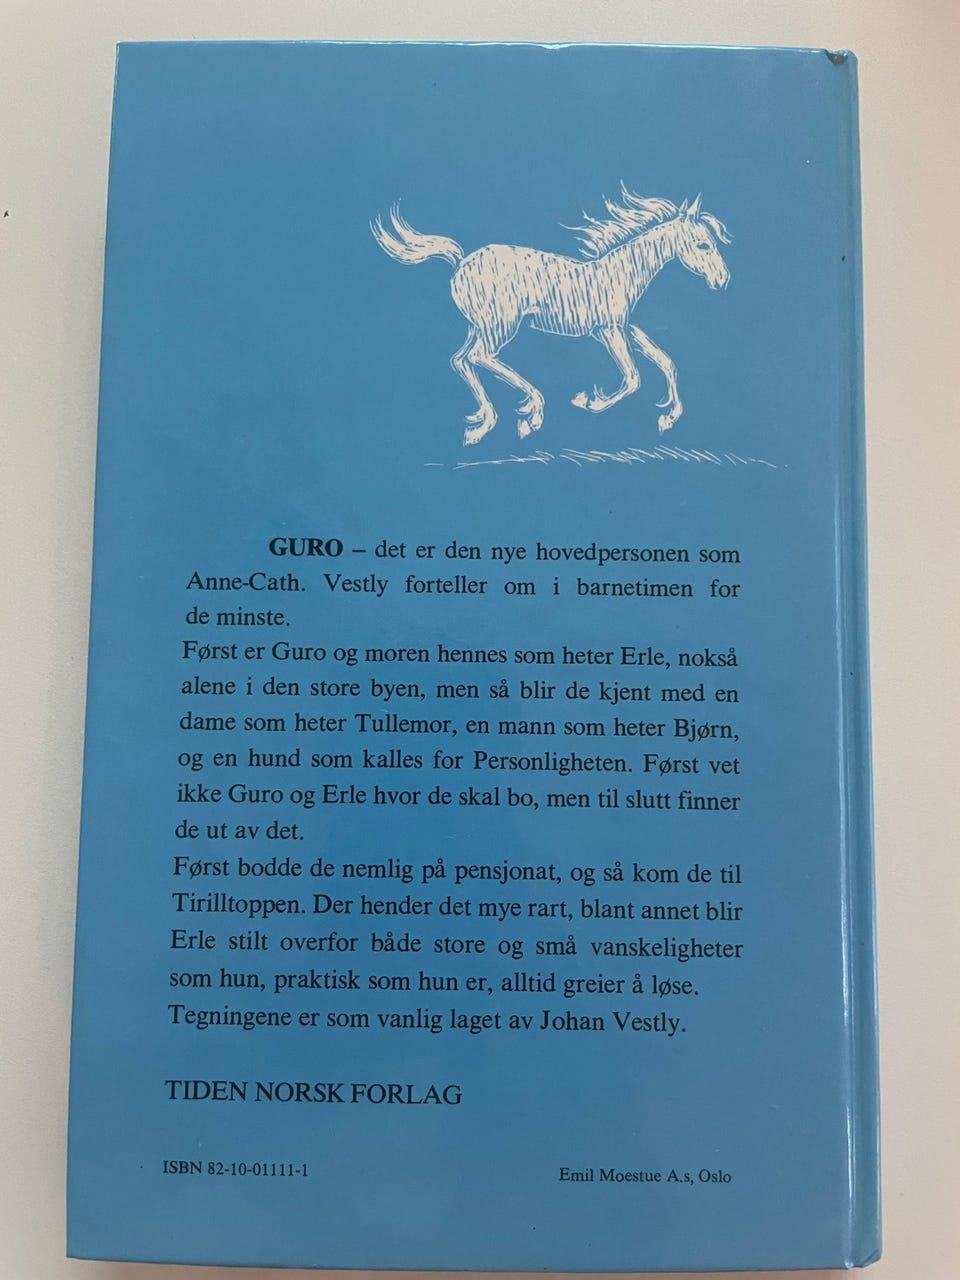 GURO – det er den nye hovedpersonen som
Anne-Cath. Vestly forteller om i barnetimen for
de minste.
Først er Guro og moren hennes som heter Erle, nokså
alene i den store byen, men så blir de kjent med en
dame som heter Tullemor, en mann som heter Bjørn,
og en hund som kalles for Personligheten. Først vet
ikke Guro og Erle hvor de skal bo, men til slutt finner
de ut av det.
Først bodde de nemlig på pensjonat, og så kom de til
Tirilltoppen. Der hender det mye rart, blant annet blir
Erle stilt overfor både store og små vanskeligheter
som hun, praktisk som hun er, alltid greier å løse.
Tegningene er som vanlig laget av Johan Vestly.
TIDEN NORSK FORLAG
ISBN 82-10-01111-1
Emil Moestue A.s, Oslo